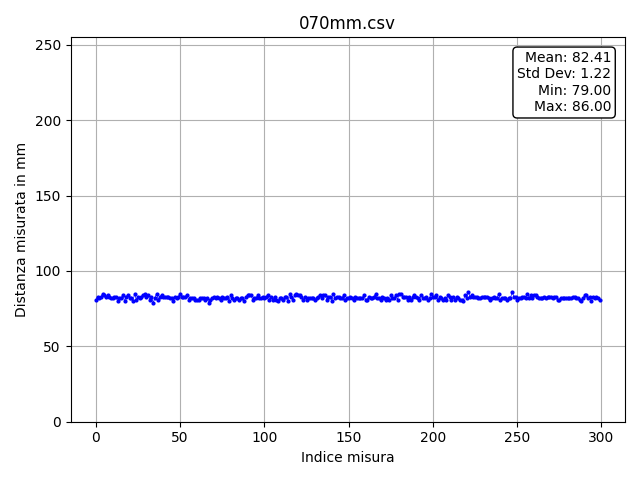 070mm.csv
Mean: 82.41
Std Dev: 1.22
Min: 79.00
Max: 86.00
Distanza misurata in mm
250
200
150
100
50
0
0 50 100 150 200 250 300
Indice misura